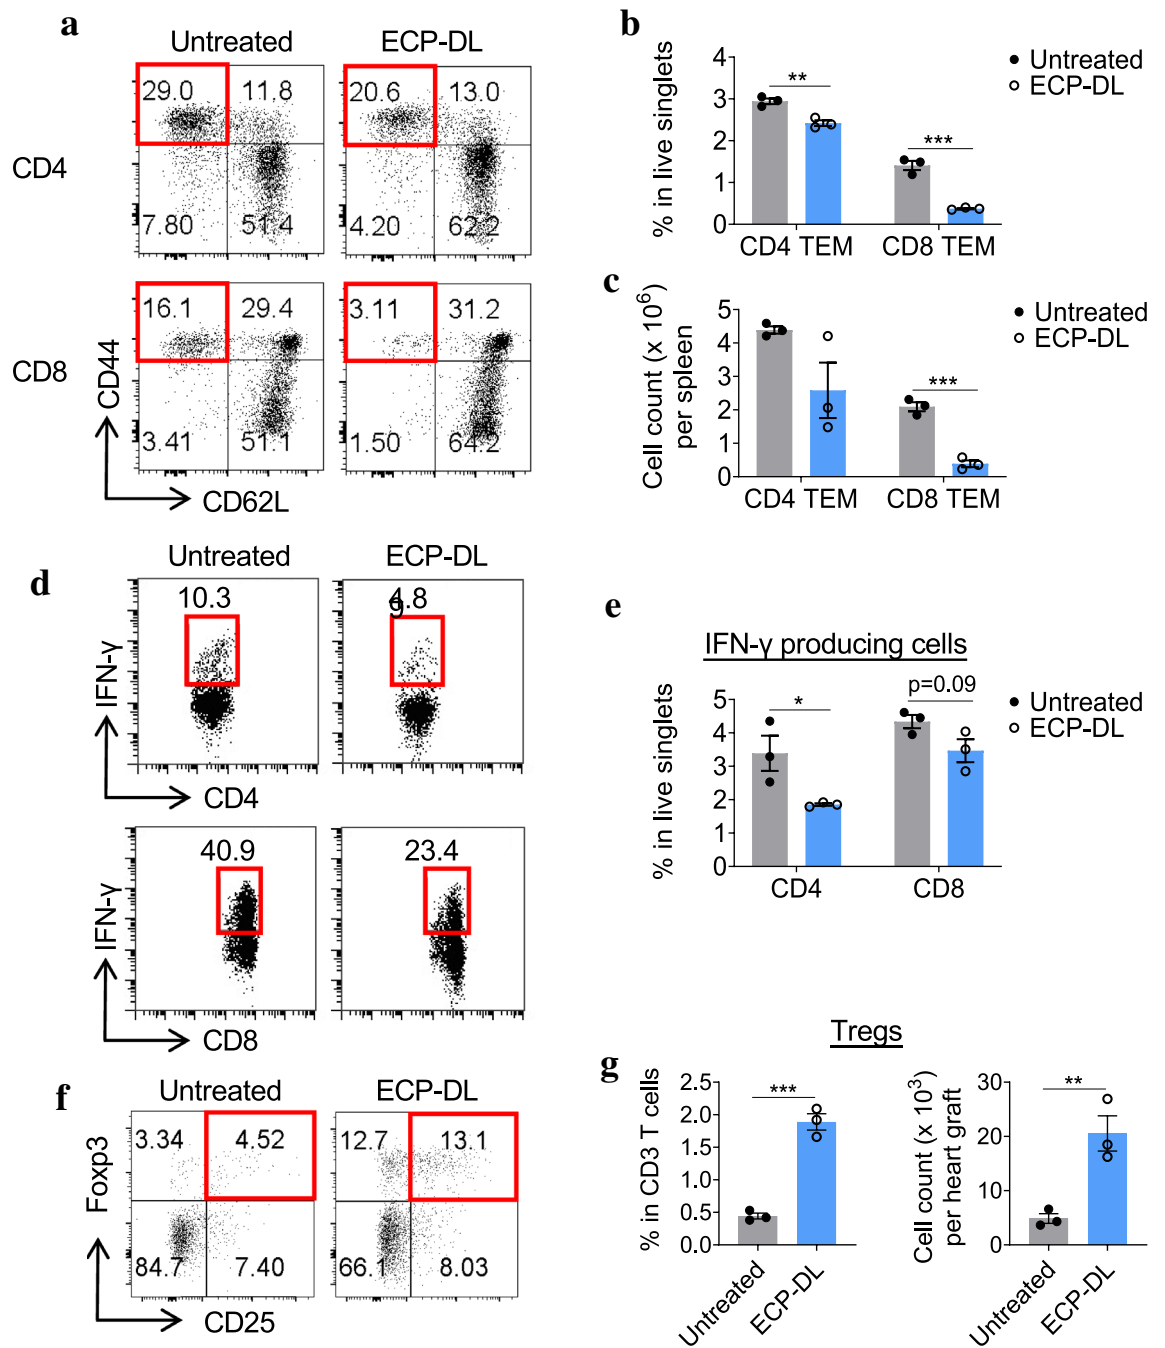 a
Untreated
ECP-DL
CD4
29.0
11.8
7.80
51.4
20.6
13.0
4.20
62.2
CD8
16.1
29.4
3.41
51.1
3.11
31.2
1.50
64.2
CD44
CD62L
b
% in live singlets
4
3
2
1
0
**
***
CD4 TEM
CD8 TEM
Untreated
ECP-DL
c
Cell count (x 10⁶)
per spleen
5
4
3
2
1
0
***
CD4 TEM
CD8 TEM
Untreated
ECP-DL
d
Untreated
ECP-DL
10.3
4.8
9
IFN-γ
CD4
40.9
23.4
IFN-γ
CD8
e
IFN-γ producing cells
% in live singlets
5
4
3
2
1
0
*
p=0.09
CD4
CD8
Untreated
ECP-DL
f
Untreated
ECP-DL
3.34
4.52
84.7
7.40
12.7
13.1
66.1
8.03
Foxp3
CD25
g
Tregs
% in CD3 T cells
2.5
2.0
1.5
1.0
0.5
0.0
***
Untreated
ECP-DL
Cell count (x 10³)
per heart graft
30
20
10
0
**
Untreated
ECP-DL